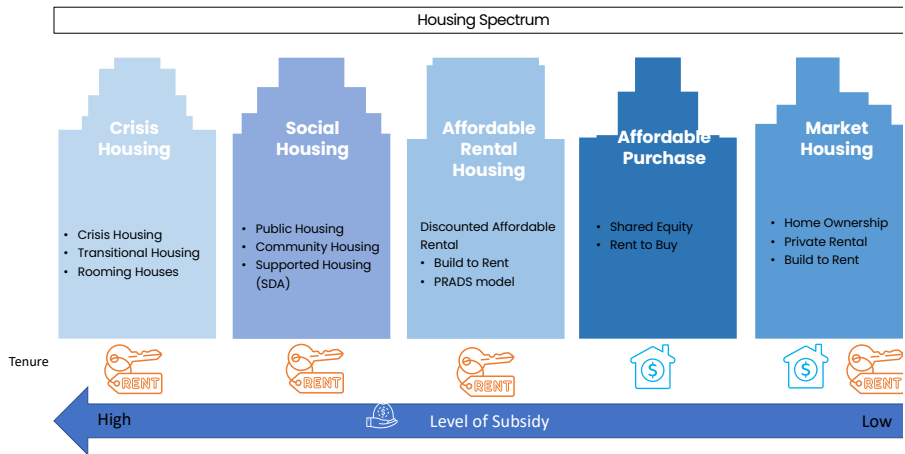 Housing Spectrum
Crisis
Housing
• Crisis Housing
• Transitional Housing
• Rooming Houses
Social
Housing
• Public Housing
• Community Housing
• Supported Housing
(SDA)
Affordable
Rental
Housing
Discounted Affordable
Rental
• Build to Rent
• PRADS model
Affordable
Purchase
• Shared Equity
• Rent to Buy
Market
Housing
• Home Ownership
• Private Rental
• Build to Rent
Tenure
RENT
RENT
RENT
$
$
RENT
High
$
Level of Subsidy
Low